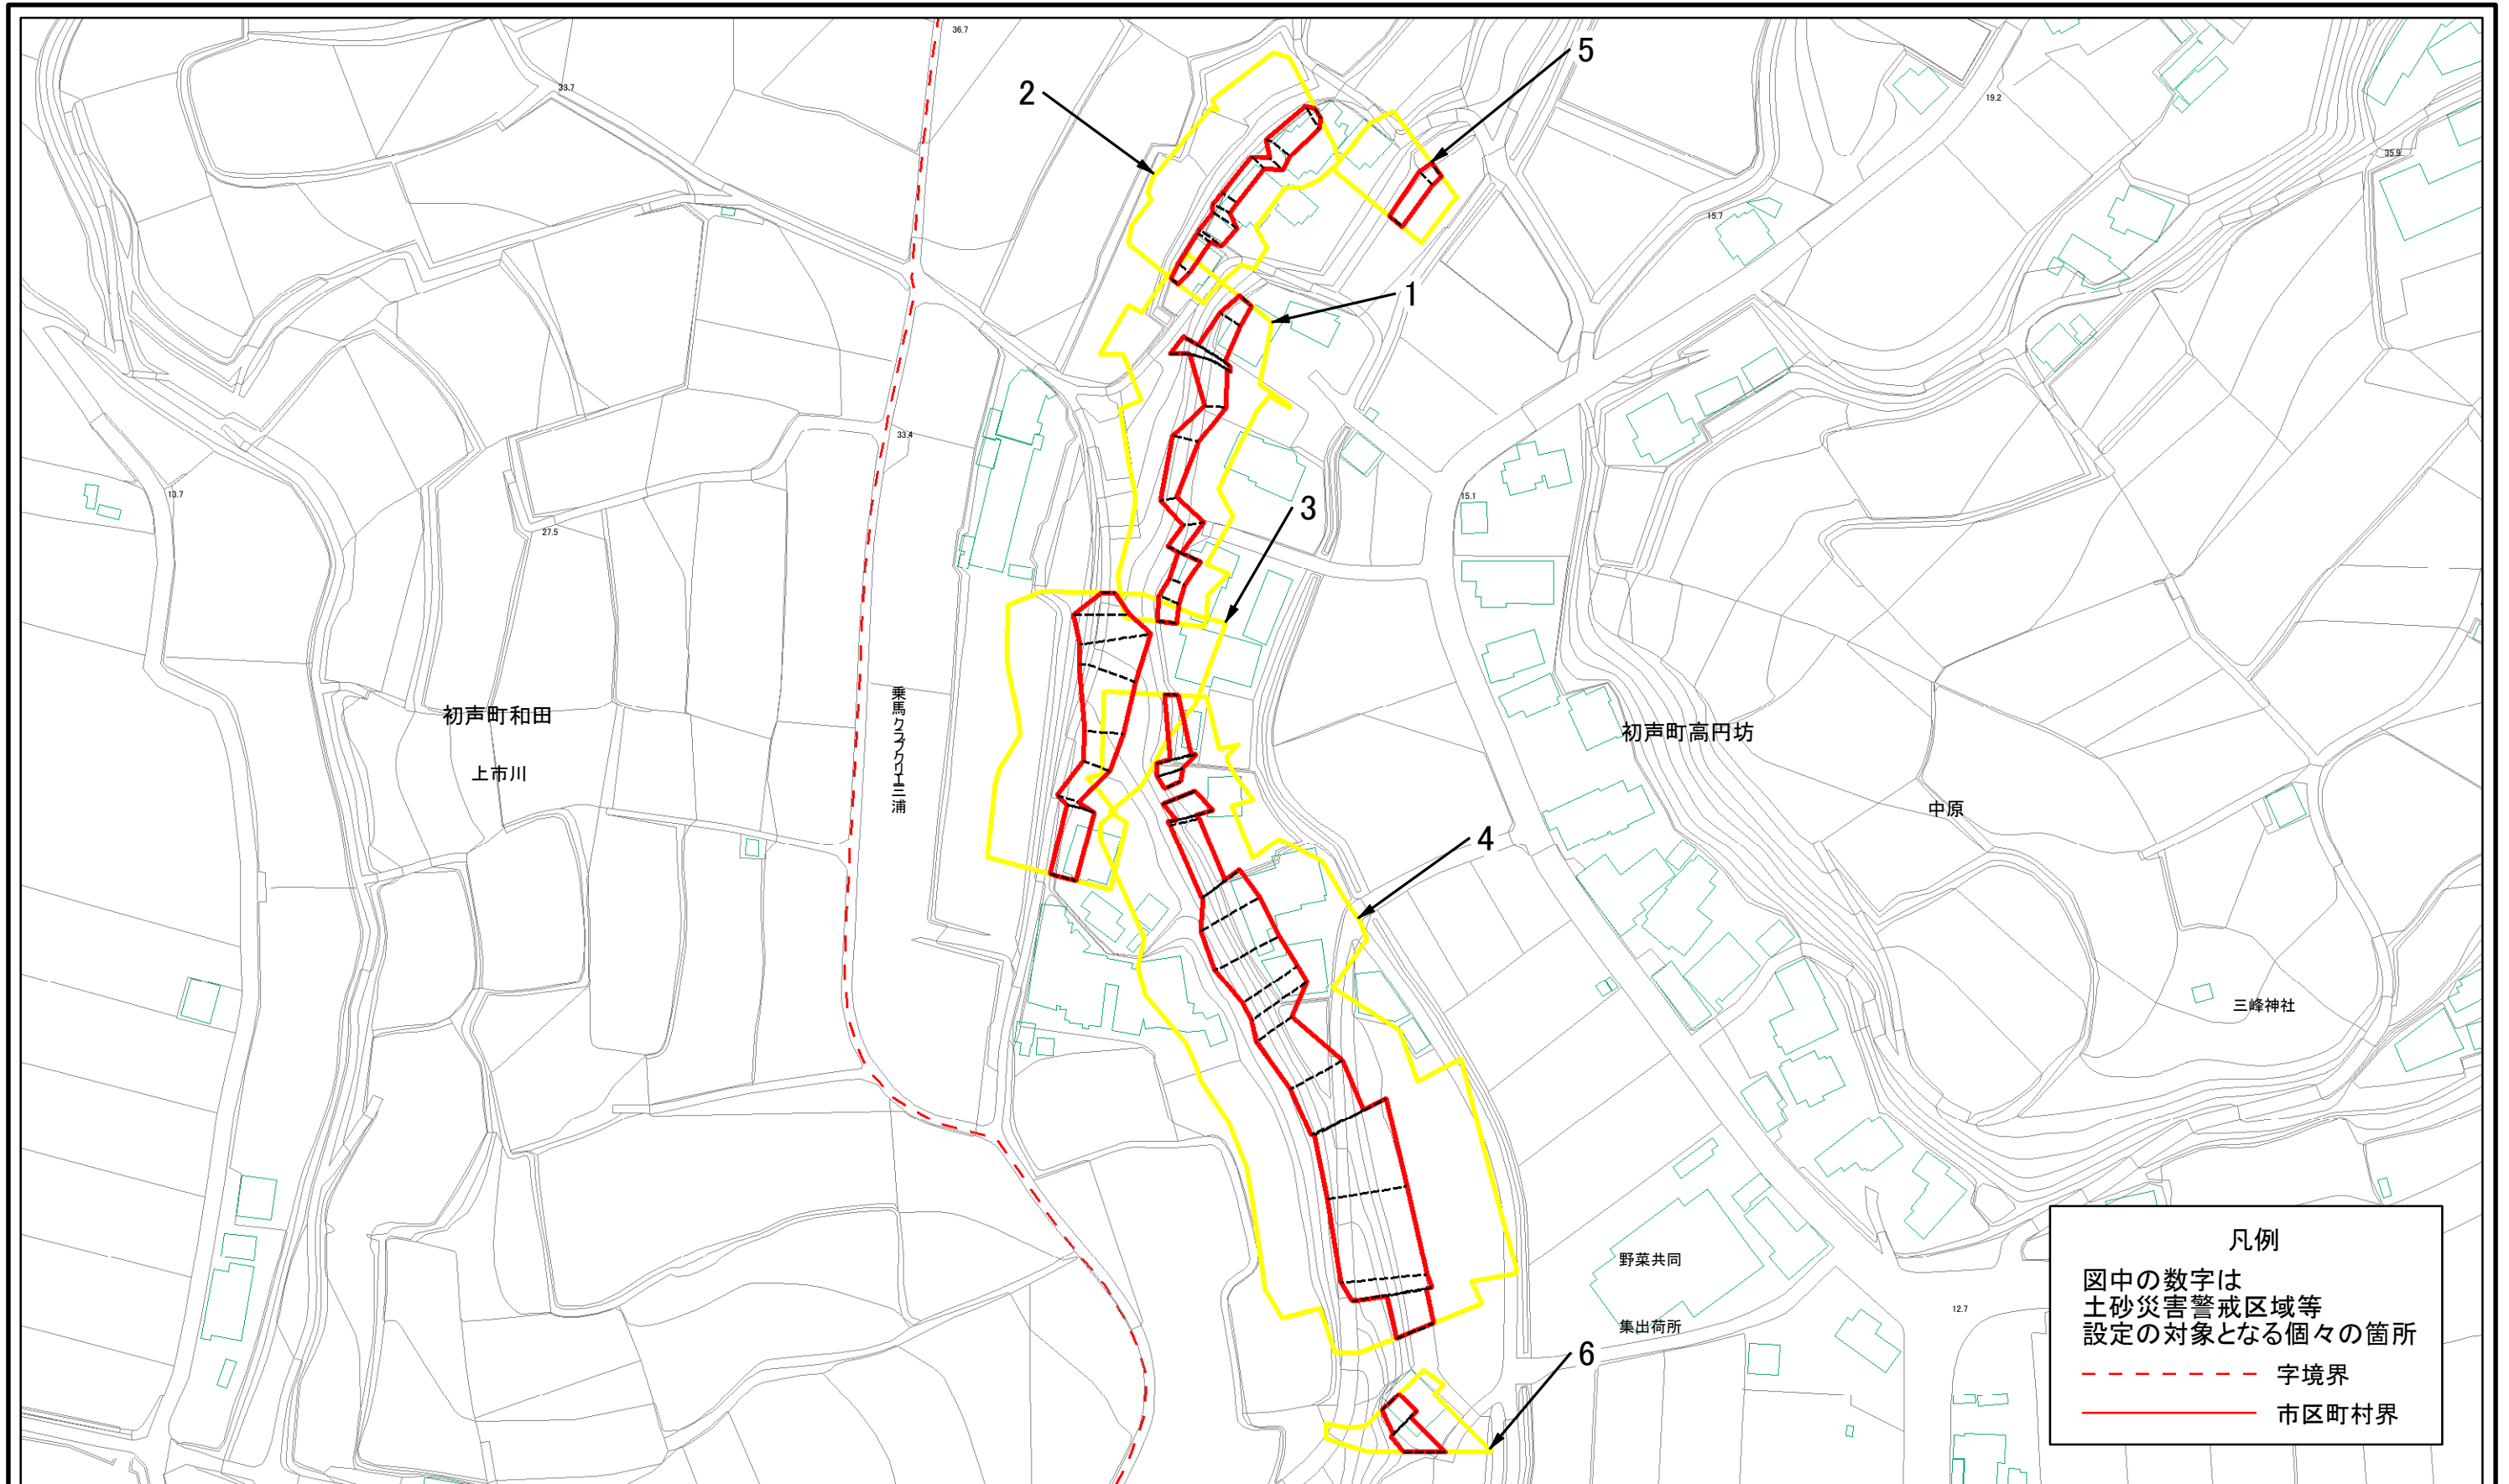 36.7
5
2
33.7
19.2
35.9
15.7
1
33.4
15.1
13.7
3
27.5
乗馬クラブクリエ三浦
初声町和田
初声町高円坊
上市川
中原
4
三峰神社
野菜共同
集出荷所
12.7
6
凡例
図中の数字は
土砂災害警戒区域等
設定の対象となる個々の箇所
字境界
市区町村界